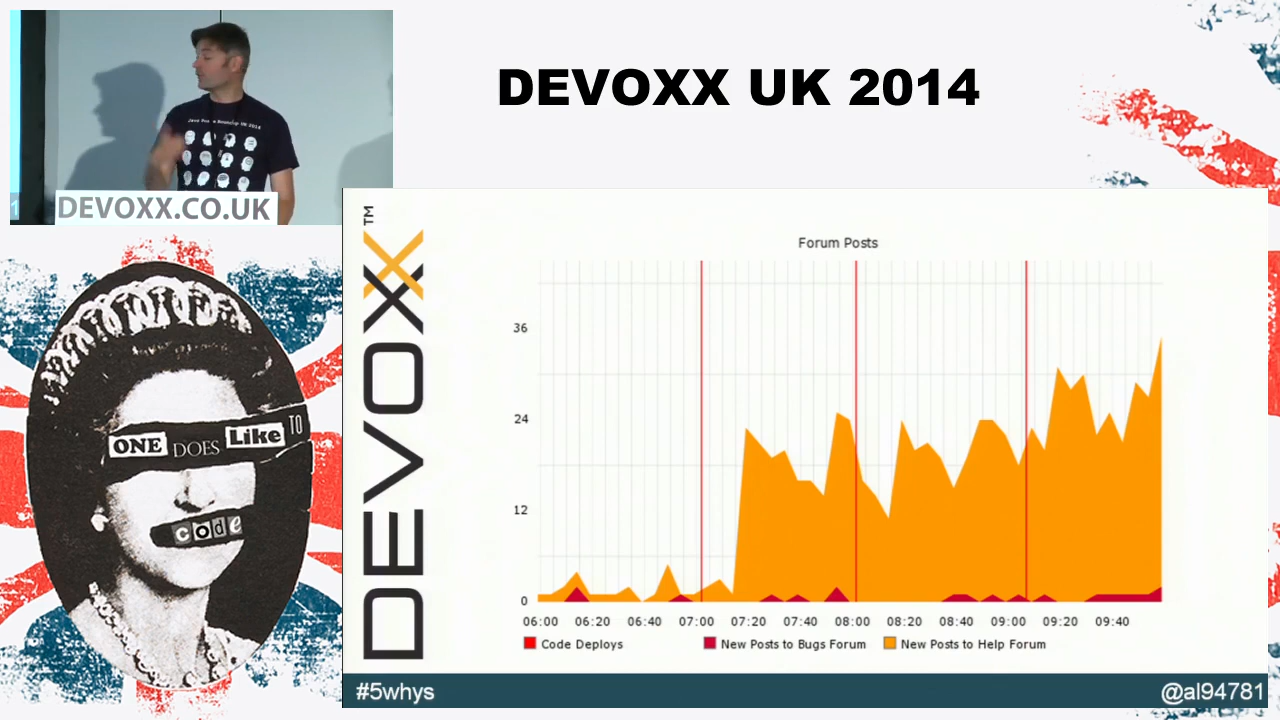 DEVOXX UK 2014
DEVOXX.CO.UK
ONE DOES Like TO
code
DEVOXX™
Forum Posts
36
24
12
0
06:00 06:20 06:40 07:00 07:20 07:40 08:00 08:20 08:40 09:00 09:20 09:40
Code Deploys New Posts to Bugs Forum New Posts to Help Forum
#5whys
@al94781